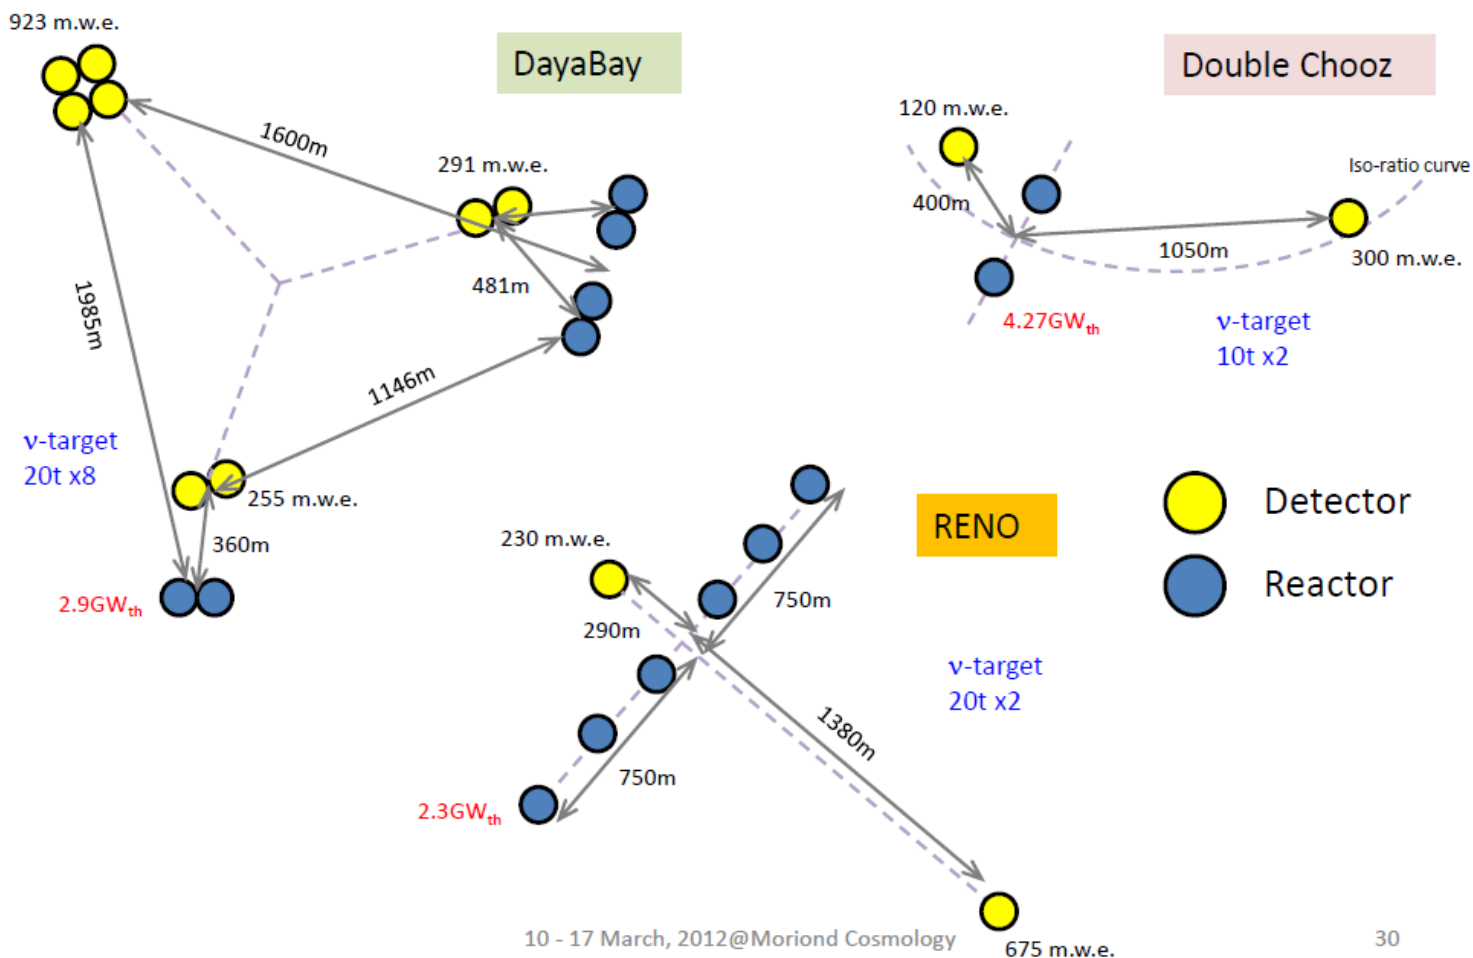 923 m.w.e.
DayaBay
1600m
291 m.w.e.
481m
1985m
1146m
ν-target
20t x8
255 m.w.e.
360m
2.9GWth
Double Chooz
120 m.w.e.
Iso-ratio curve
400m
1050m
300 m.w.e.
4.27GWth
ν-target
10t x2
RENO
230 m.w.e.
290m
750m
ν-target
20t x2
1380m
750m
2.3GWth
675 m.w.e.
Detector
Reactor
10 - 17 March, 2012@Moriond Cosmology
30